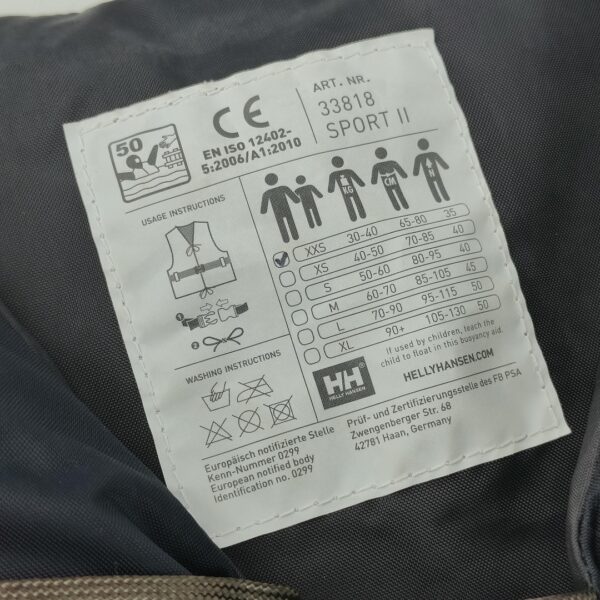 50
CE
EN ISO 12402-
5:2006/A1:2010
ART. NR.
33818
SPORT II
USAGE INSTRUCTIONS
KG
CM
N
XXS 30-40 65-80 35
XS 40-50 70-85 40
S 50-60 80-95 40
M 60-70 85-105 45
L 70-90 95-115 50
XL 90+ 105-130 50
1
2
If used by children, teach the
child to float in this buoyancy aid.
WASHING INSTRUCTIONS
HH
HELLY HANSEN
HELLYHANSEN.COM
Europäisch notifizierte Stelle
Kenn-Nummer 0299
European notified body
Identification no. 0299
Prüf- und Zertifizierungsstelle des FB PSA
Zwengenberger Str. 68
42781 Haan, Germany